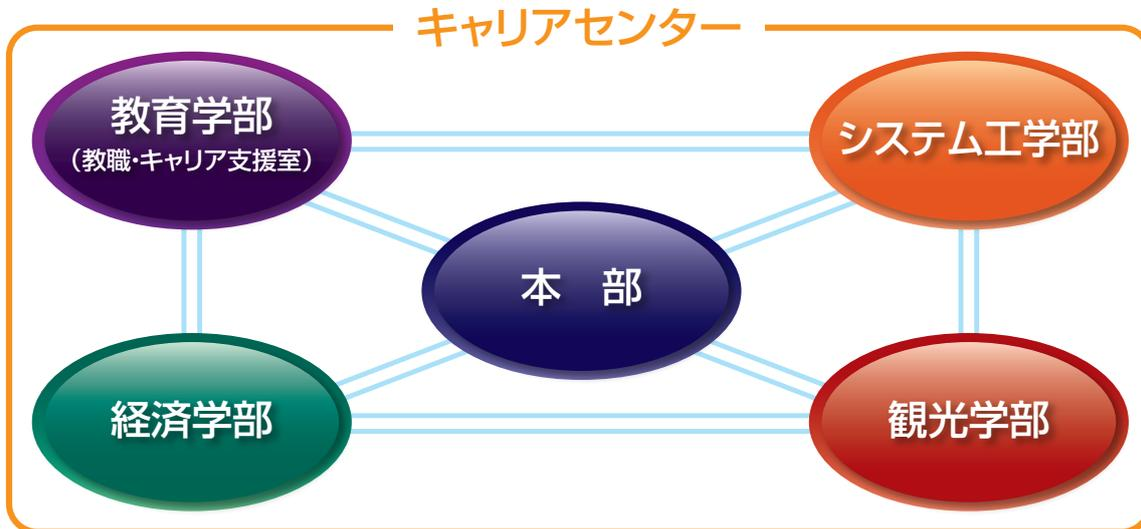 キャリアセンター
教育学部
（教職・キャリア支援室）
システム工学部
本　部
経済学部
観光学部